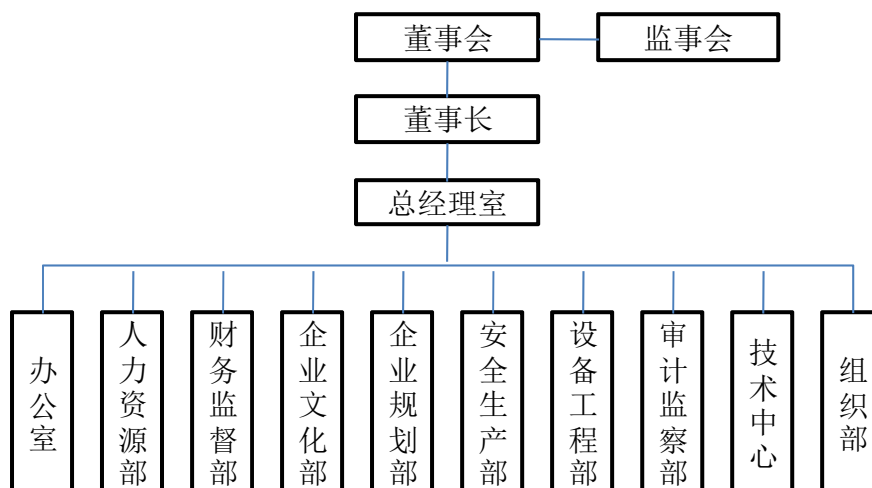 董事会
监事会
董事长
总经理室
办公室
人力资源部
财务监督部
企业文化部
企业规划部
安全生产部
设备工程部
审计监察部
技术中心
组织部